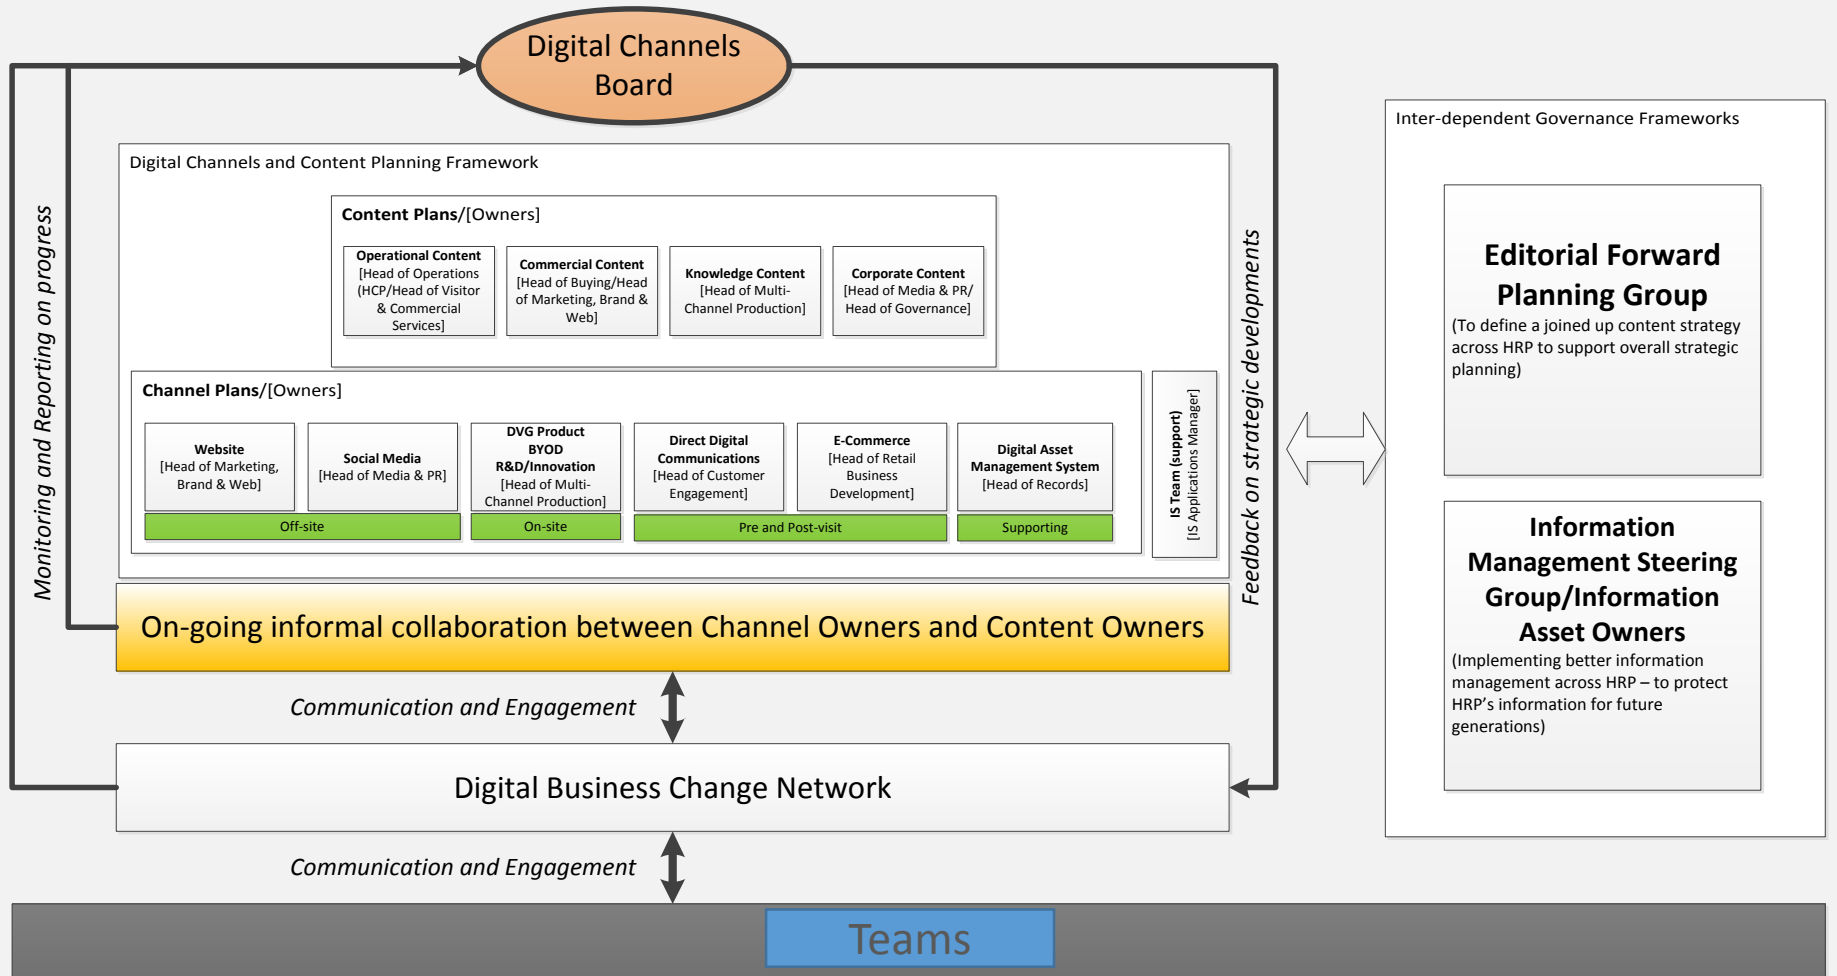 Digital Channels
Board
Inter-dependent Governance Frameworks
Digital Channels and Content Planning Framework
Monitoring and Reporting on progress
Content Plans/[Owners]
Operational Content
[Head of Operations
(HCP/Head of Visitor
& Commercial
Services]
Commercial Content
[Head of Buying/Head
of Marketing, Brand &
Web]
Knowledge Content
[Head of Multi-
Channel Production]
Corporate Content
[Head of Media & PR/
Head of Governance]
Channel Plans/[Owners]
Website
[Head of Marketing,
Brand & Web]
Social Media
[Head of Media & PR]
DVG Product
BYOD
R&D/Innovation
[Head of Multi-
Channel Production]
Direct Digital
Communications
[Head of Customer
Engagement]
E-Commerce
[Head of Retail
Business
Development]
Digital Asset
Management System
[Head of Records]
Off-site
On-site
Pre and Post-visit
Supporting
IS Team (support)
[IS Applications Manager]
Feedback on strategic developments
Editorial Forward
Planning Group
(To define a joined up content strategy
across HRP to support overall strategic
planning)
Information
Management Steering
Group/Information
Asset Owners
(Implementing better information
management across HRP – to protect
HRP's information for future
generations)
On-going informal collaboration between Channel Owners and Content Owners
Communication and Engagement
Digital Business Change Network
Communication and Engagement
Teams